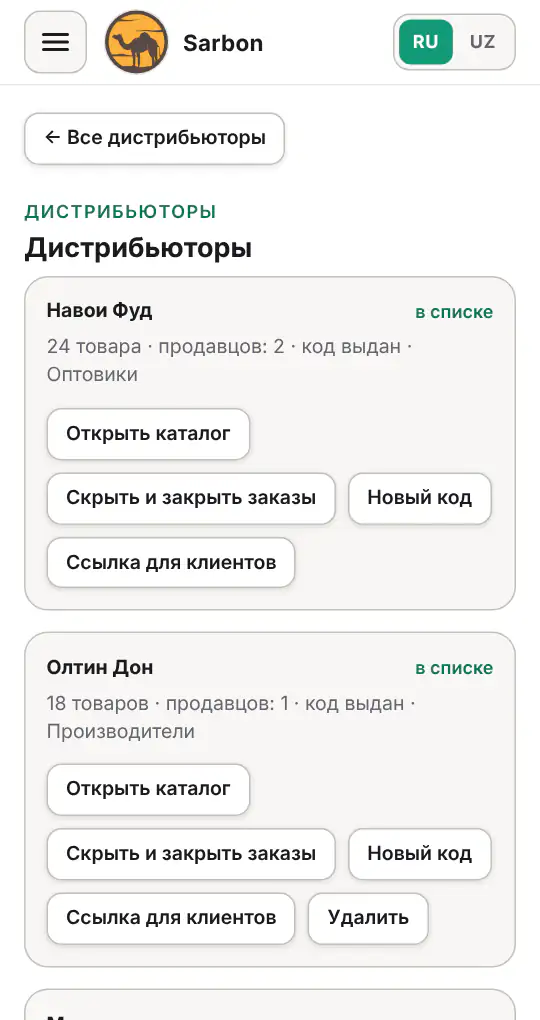 Sarbon
RU UZ
← Все дистрибьюторы
ДИСТРИБЬЮТОРЫ
Дистрибьюторы
Навои Фуд в списке
24 товара · продавцов: 2 · код выдан ·
Оптовики
Открыть каталог
Скрыть и закрыть заказы Новый код
Ссылка для клиентов
Олтин Дон в списке
18 товаров · продавцов: 1 · код выдан ·
Производители
Открыть каталог
Скрыть и закрыть заказы Новый код
Ссылка для клиентов Удалить